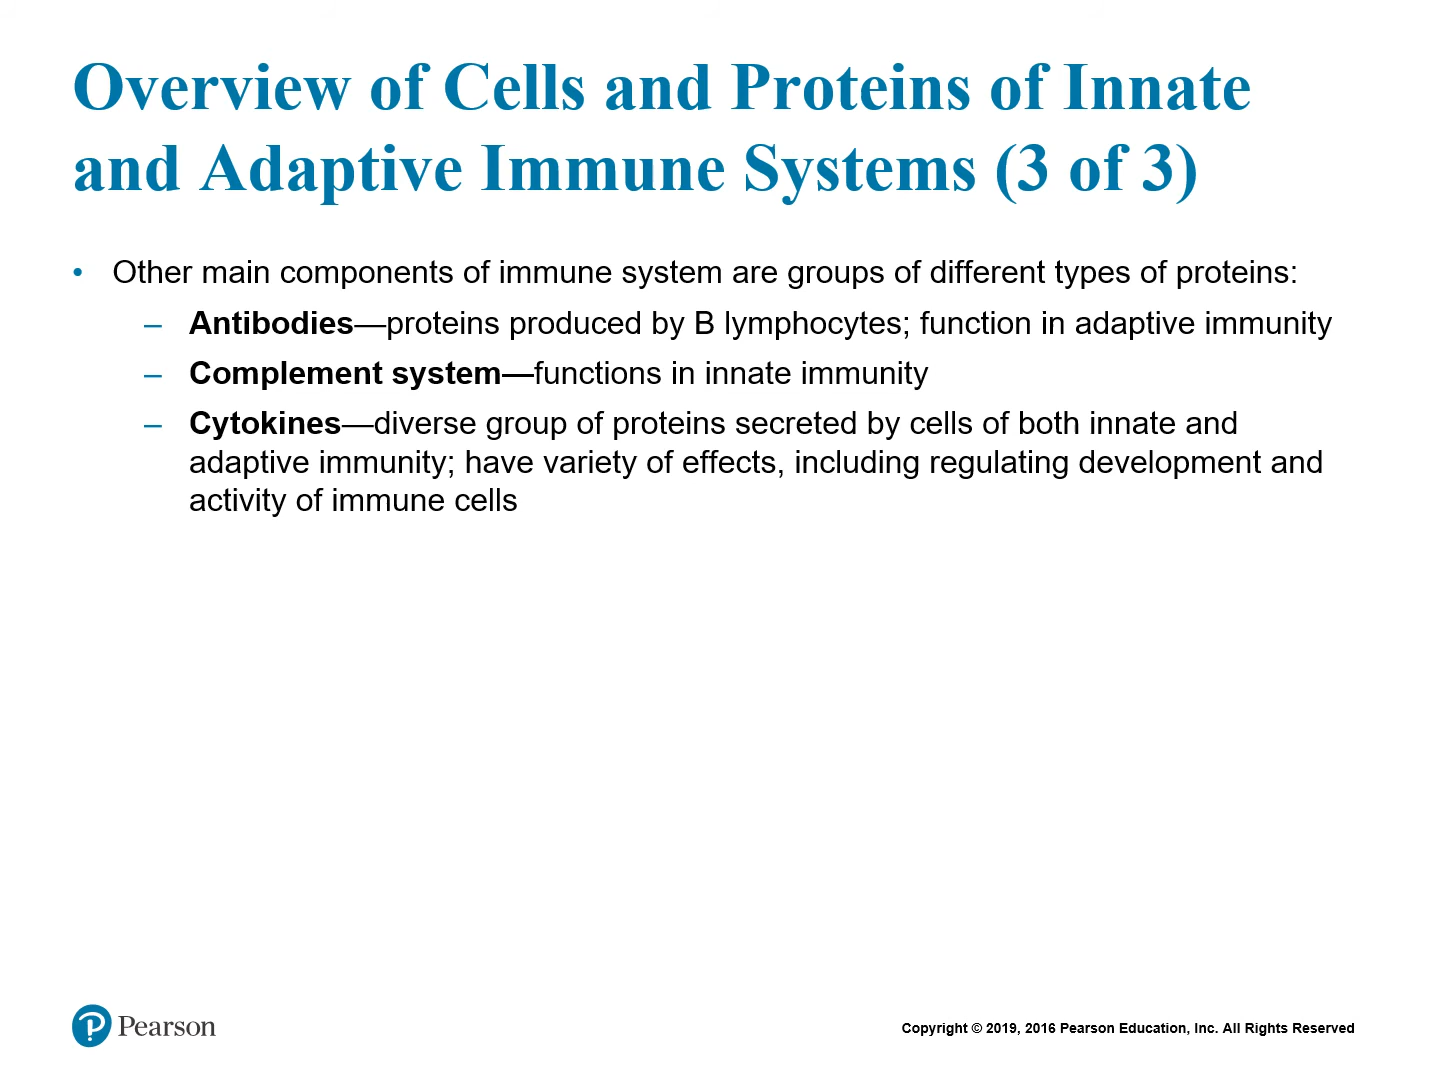 Overview of Cells and Proteins of Innate
and Adaptive Immune Systems (3 of 3)
• Other main components of immune system are groups of different types of proteins:
– Antibodies—proteins produced by B lymphocytes; function in adaptive immunity
– Complement system—functions in innate immunity
– Cytokines—diverse group of proteins secreted by cells of both innate and
adaptive immunity; have variety of effects, including regulating development and
activity of immune cells
Pearson
Copyright © 2019, 2016 Pearson Education, Inc. All Rights Reserved